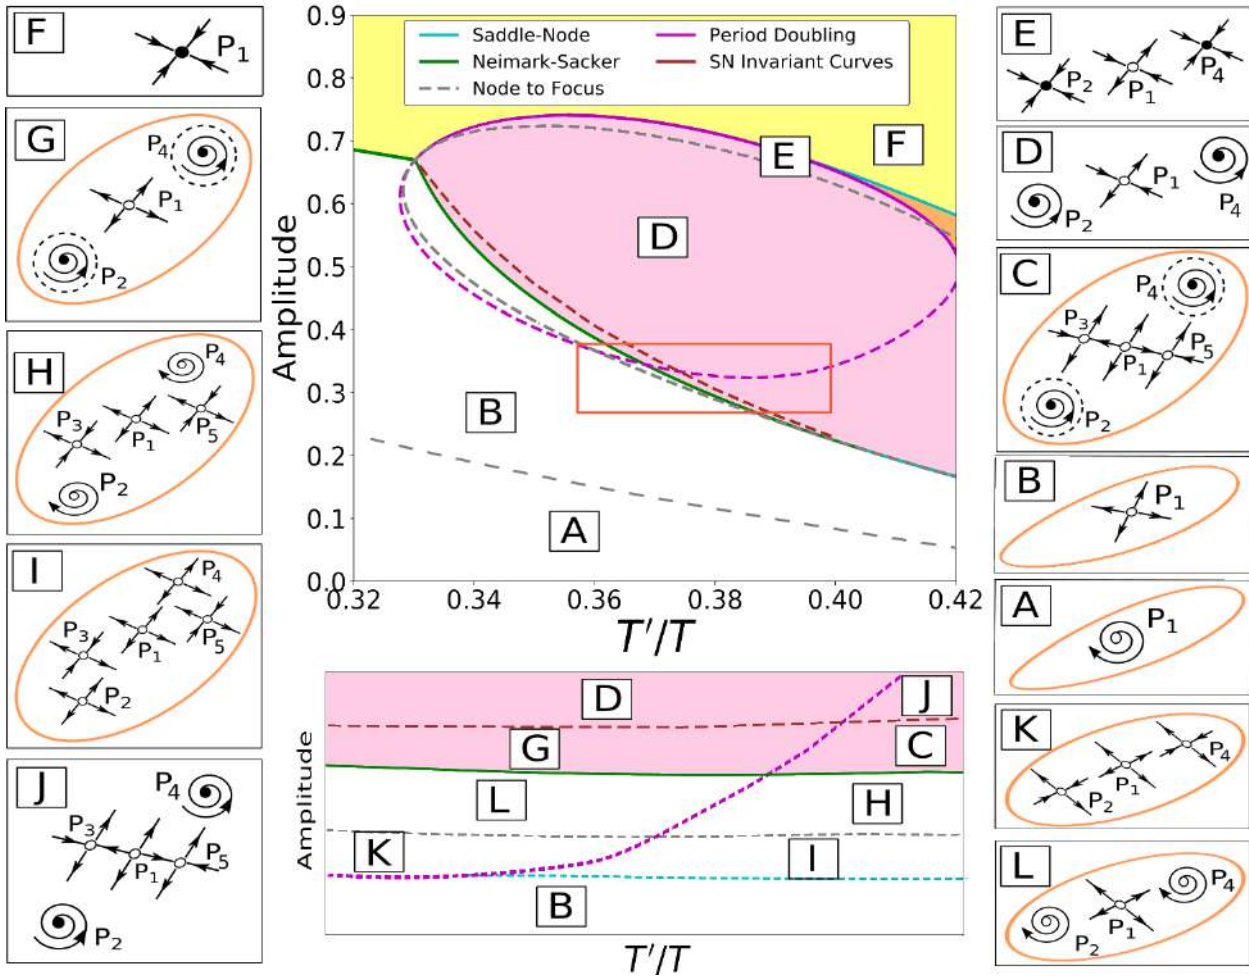 F
P1
G
P4
P1
P2
H
P4
P3
P1
P5
P2
I
P4
P3
P1
P5
P2
J
P4
P3
P1
P5
P2
Saddle-Node
Neimark-Sacker
Node to Focus
Period Doubling
SN Invariant Curves
Amplitude
0.9
0.8
0.7
0.6
0.5
0.4
0.3
0.2
0.1
0.0
F
E
D
B
A
0.32 0.34 0.36 0.38 0.40 0.42
T′/T
Amplitude
D
J
G
C
L
H
K
I
B
T′/T
E
P2
P1
P4
D
P2
P1
P4
C
P4
P3
P1
P5
P2
B
P1
A
P1
K
P2
P1
P4
L
P4
P2
P1